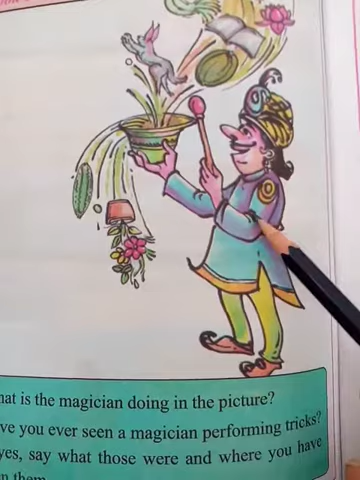 hat is the magician doing in the picture?
ve you ever seen a magician performing tricks?
yes, say what those were and where you have
n them.